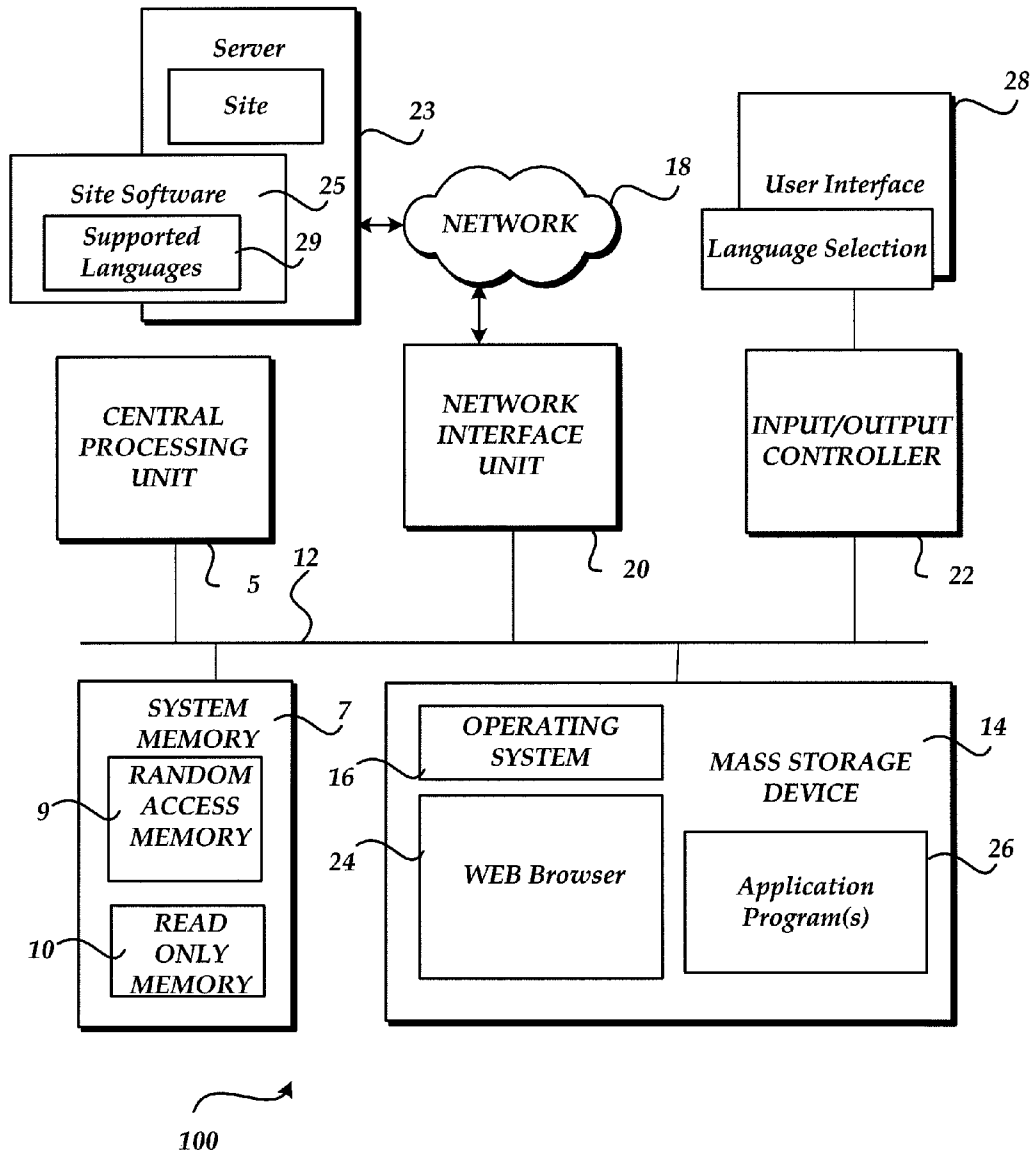 Server
Site
23
Site Software
25
Supported
Languages
29
NETWORK
18
28
User Interface
Language Selection
CENTRAL
PROCESSING
UNIT
5
NETWORK
INTERFACE
UNIT
20
INPUT/OUTPUT
CONTROLLER
22
12
SYSTEM
MEMORY
7
RANDOM
ACCESS
MEMORY
9
READ
ONLY
MEMORY
10
OPERATING
SYSTEM
16
WEB Browser
24
MASS STORAGE
DEVICE
14
Application
Program(s)
26
100